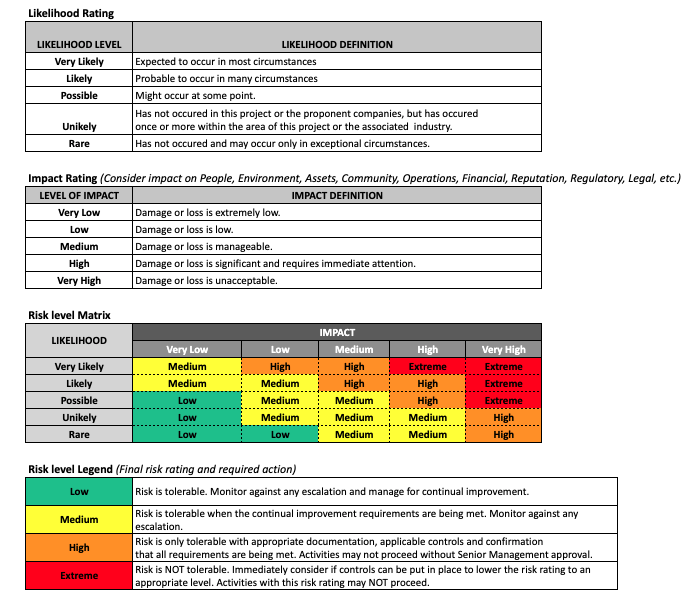 Likelihood Rating
LIKELIHOOD LEVEL LIKELIHOOD DEFINITION
Very Likely Expected to occur in most circumstances
Likely Probable to occur in many circumstances
Possible Might occur at some point.
Has not occured in this project or the proponent companies, but has occured
Unikely once or more within the area of this project or the associated industry.
Rare Has not occured and may occur only in exceptional circumstances.
Impact Rating (Consider impact on People, Environment, Assets, Community, Operations, Financial, Reputation, Regulatory, Legal, etc.)
LEVEL OF IMPACT IMPACT DEFINITION
Very Low Damage or loss is extremely low.
Low Damage or loss is low.
Medium Damage or loss is manageable.
High Damage or loss is significant and requires immediate attention.
Very High Damage or loss is unacceptable.
Risk level Matrix
LIKELIHOOD IMPACT
Very Low Low Medium High Very High
Very Likely Medium High High Extreme Extreme
Likely Medium Medium High High Extreme
Possible Low Medium Medium High Extreme
Unikely Low Medium Medium Medium High
Rare Low Low Medium Medium High
Risk level Legend (Final risk rating and required action)
Low Risk is tolerable. Monitor against any escalation and manage for continual improvement.
Medium Risk is tolerable when the continual improvement requirements are being met. Monitor against any
escalation.
High Risk is only tolerable with appropriate documentation, applicable controls and confirmation
that all requirements are being met. Activities may not proceed without Senior Management approval.
Extreme Risk is NOT tolerable. Immediately consider if controls can be put in place to lower the risk rating to an
appropriate level. Activities with this risk rating may NOT proceed.